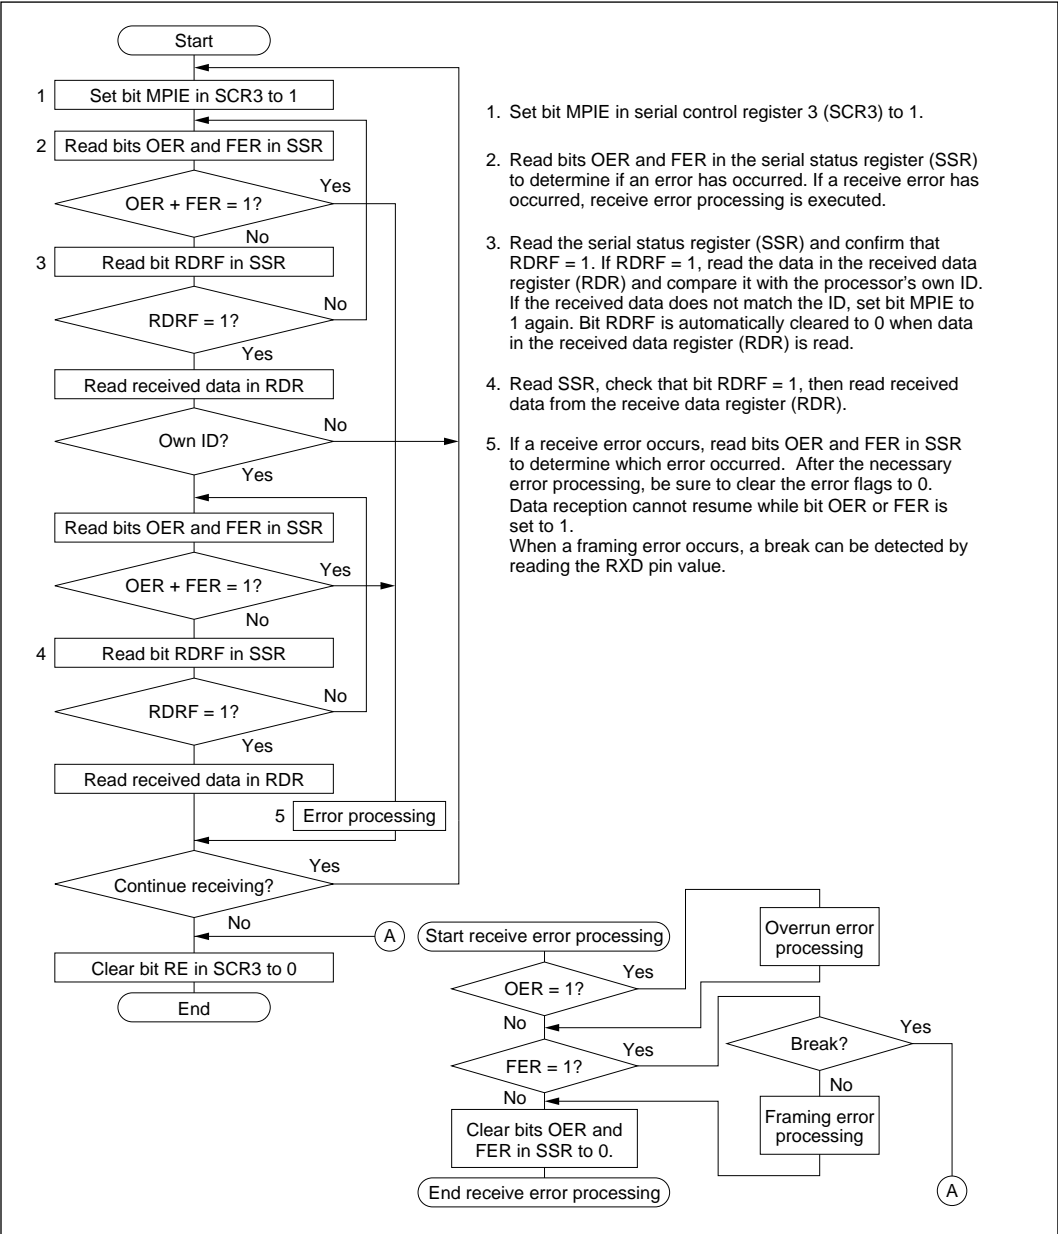 Start
1 Set bit MPIE in SCR3 to 1
2 Read bits OER and FER in SSR
Yes
OER + FER = 1?
No
3 Read bit RDRF in SSR
No
RDRF = 1?
Yes
Read received data in RDR
No
Own ID?
Yes
Read bits OER and FER in SSR
Yes
OER + FER = 1?
No
4 Read bit RDRF in SSR
No
RDRF = 1?
Yes
Read received data in RDR
5 Error processing
Yes
Continue receiving?
No
A
Clear bit RE in SCR3 to 0
End
1. Set bit MPIE in serial control register 3 (SCR3) to 1.
2. Read bits OER and FER in the serial status register (SSR)
to determine if an error has occurred. If a receive error has
occurred, receive error processing is executed.
3. Read the serial status register (SSR) and confirm that
RDRF = 1. If RDRF = 1, read the data in the received data
register (RDR) and compare it with the processor's own ID.
If the received data does not match the ID, set bit MPIE to
1 again. Bit RDRF is automatically cleared to 0 when data
in the received data register (RDR) is read.
4. Read SSR, check that bit RDRF = 1, then read received
data from the receive data register (RDR).
5. If a receive error occurs, read bits OER and FER in SSR
to determine which error occurred. After the necessary
error processing, be sure to clear the error flags to 0.
Data reception cannot resume while bit OER or FER is
set to 1.
When a framing error occurs, a break can be detected by
reading the RXD pin value.
Start receive error processing
Overrun error
processing
Yes
OER = 1?
No
Yes
Break?
Yes
FER = 1?
No
No
Framing error
processing
Clear bits OER and
FER in SSR to 0.
End receive error processing
A